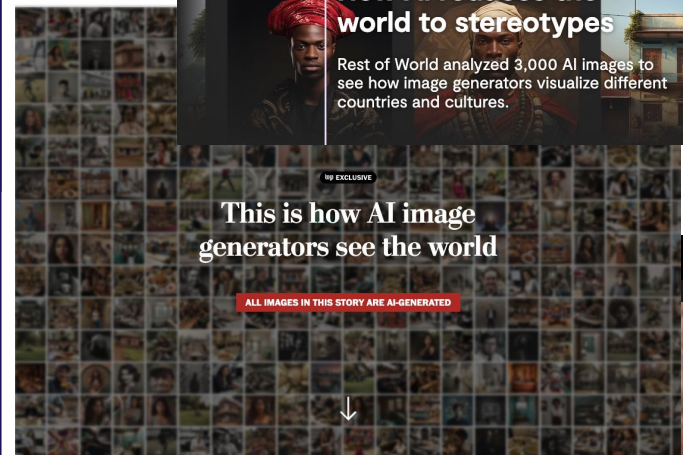 world to stereotypes
Rest of World analyzed 3,000 AI images to
see how image generators visualize different
countries and cultures.
top EXCLUSIVE
This is how AI image
generators see the world
ALL IMAGES IN THIS STORY ARE AI-GENERATED